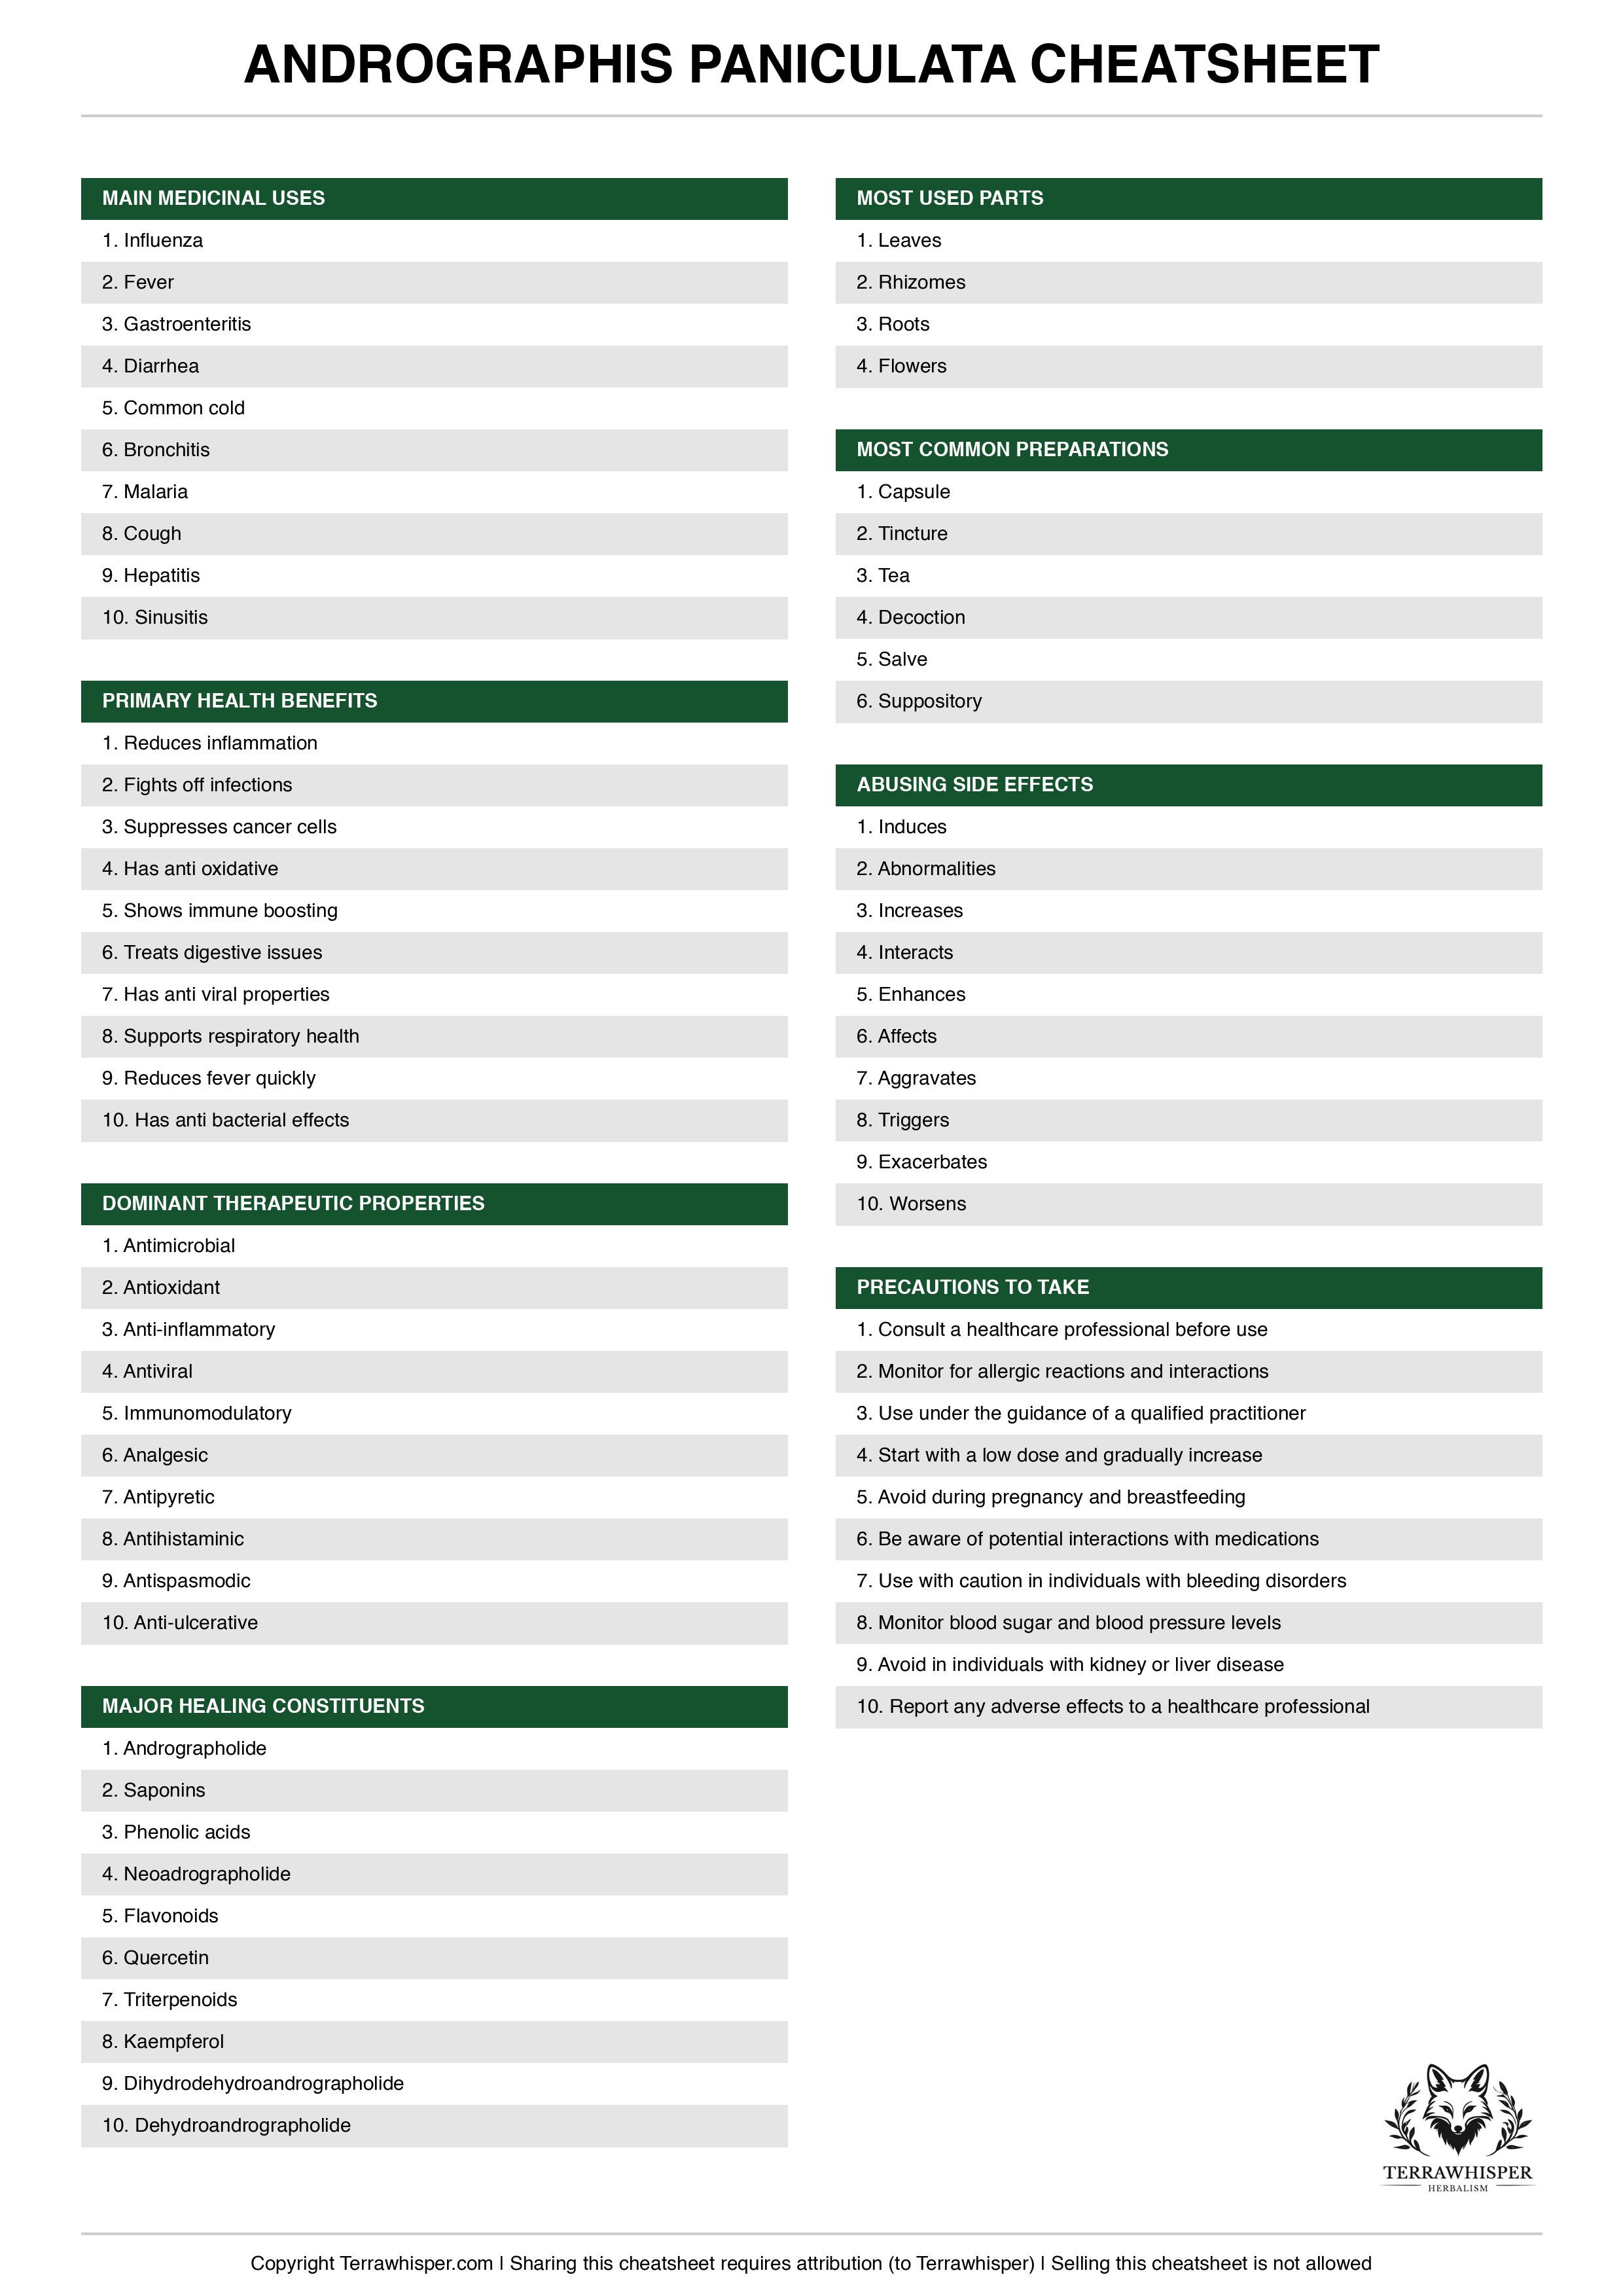 ANDROGRAPHIS PANICULATA CHEATSHEET
MAIN MEDICINAL USES
1. Influenza
2. Fever
3. Gastroenteritis
4. Diarrhea
5. Common cold
6. Bronchitis
7. Malaria
8. Cough
9. Hepatitis
10. Sinusitis
PRIMARY HEALTH BENEFITS
1. Reduces inflammation
2. Fights off infections
3. Suppresses cancer cells
4. Has anti oxidative
5. Shows immune boosting
6. Treats digestive issues
7. Has anti viral properties
8. Supports respiratory health
9. Reduces fever quickly
10. Has anti bacterial effects
DOMINANT THERAPEUTIC PROPERTIES
1. Antimicrobial
2. Antioxidant
3. Anti-inflammatory
4. Antiviral
5. Immunomodulatory
6. Analgesic
7. Antipyretic
8. Antihistaminic
9. Antispasmodic
10. Anti-ulcerative
MAJOR HEALING CONSTITUENTS
1. Andrographolide
2. Saponins
3. Phenolic acids
4. Neoadrographolide
5. Flavonoids
6. Quercetin
7. Triterpenoids
8. Kaempferol
9. Dihydrodehydroandrographolide
10. Dehydroandrographolide
MOST USED PARTS
1. Leaves
2. Rhizomes
3. Roots
4. Flowers
MOST COMMON PREPARATIONS
1. Capsule
2. Tincture
3. Tea
4. Decoction
5. Salve
6. Suppository
ABUSING SIDE EFFECTS
1. Induces
2. Abnormalities
3. Increases
4. Interacts
5. Enhances
6. Affects
7. Aggravates
8. Triggers
9. Exacerbates
10. Worsens
PRECAUTIONS TO TAKE
1. Consult a healthcare professional before use
2. Monitor for allergic reactions and interactions
3. Use under the guidance of a qualified practitioner
4. Start with a low dose and gradually increase
5. Avoid during pregnancy and breastfeeding
6. Be aware of potential interactions with medications
7. Use with caution in individuals with bleeding disorders
8. Monitor blood sugar and blood pressure levels
9. Avoid in individuals with kidney or liver disease
10. Report any adverse effects to a healthcare professional
TERRAWHISPER
HERBALISM
Copyright Terrawhisper.com | Sharing this cheatsheet requires attribution (to Terrawhisper) | Selling this cheatsheet is not allowed